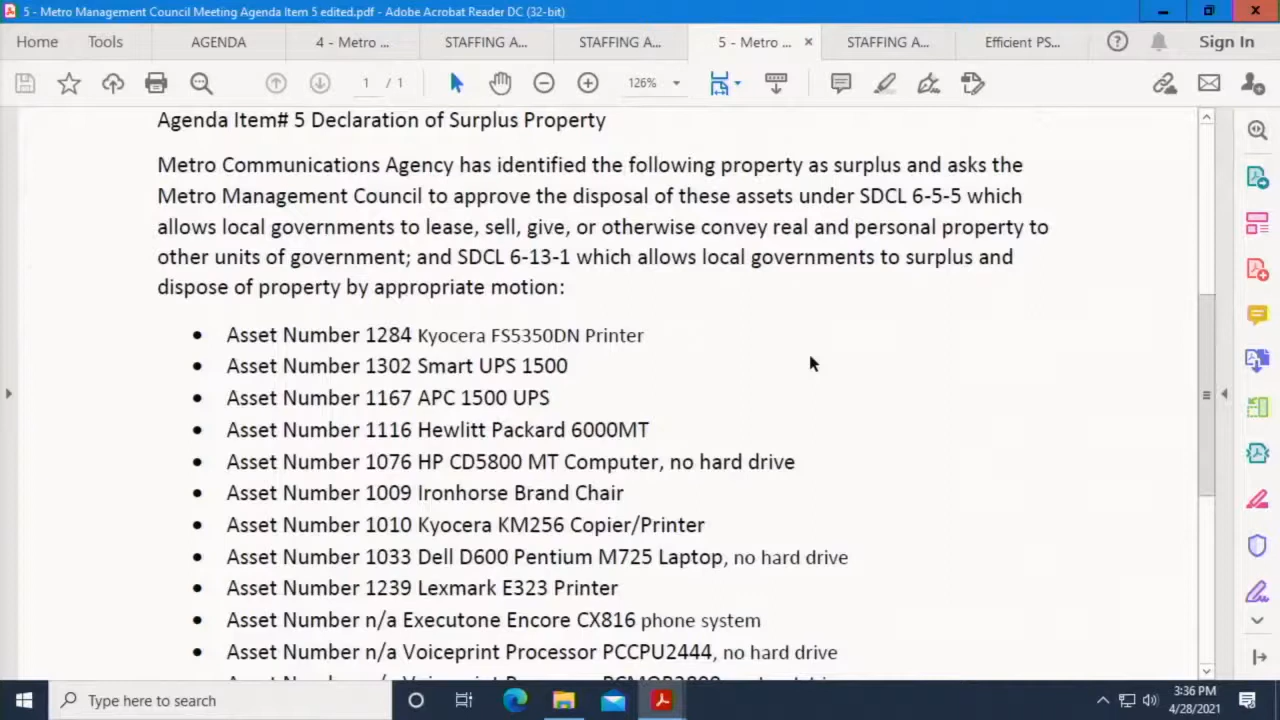 5 - Metro Management Council Meeting Agenda Item 5 edited.pdf - Adobe Acrobat Reader DC (32-bit)
Home Tools AGENDA 4 - Metro ... STAFFING A... STAFFING A... 5 - Metro ... × STAFFING A... Efficient PS... Sign In
1 / 1 126%
Agenda Item# 5 Declaration of Surplus Property
Metro Communications Agency has identified the following property as surplus and asks the
Metro Management Council to approve the disposal of these assets under SDCL 6-5-5 which
allows local governments to lease, sell, give, or otherwise convey real and personal property to
other units of government; and SDCL 6-13-1 which allows local governments to surplus and
dispose of property by appropriate motion:
• Asset Number 1284 Kyocera FS5350DN Printer
• Asset Number 1302 Smart UPS 1500
• Asset Number 1167 APC 1500 UPS
• Asset Number 1116 Hewlitt Packard 6000MT
• Asset Number 1076 HP CD5800 MT Computer, no hard drive
• Asset Number 1009 Ironhorse Brand Chair
• Asset Number 1010 Kyocera KM256 Copier/Printer
• Asset Number 1033 Dell D600 Pentium M725 Laptop, no hard drive
• Asset Number 1239 Lexmark E323 Printer
• Asset Number n/a Executone Encore CX816 phone system
• Asset Number n/a Voiceprint Processor PCCPU2444, no hard drive
Type here to search
3:36 PM
4/28/2021